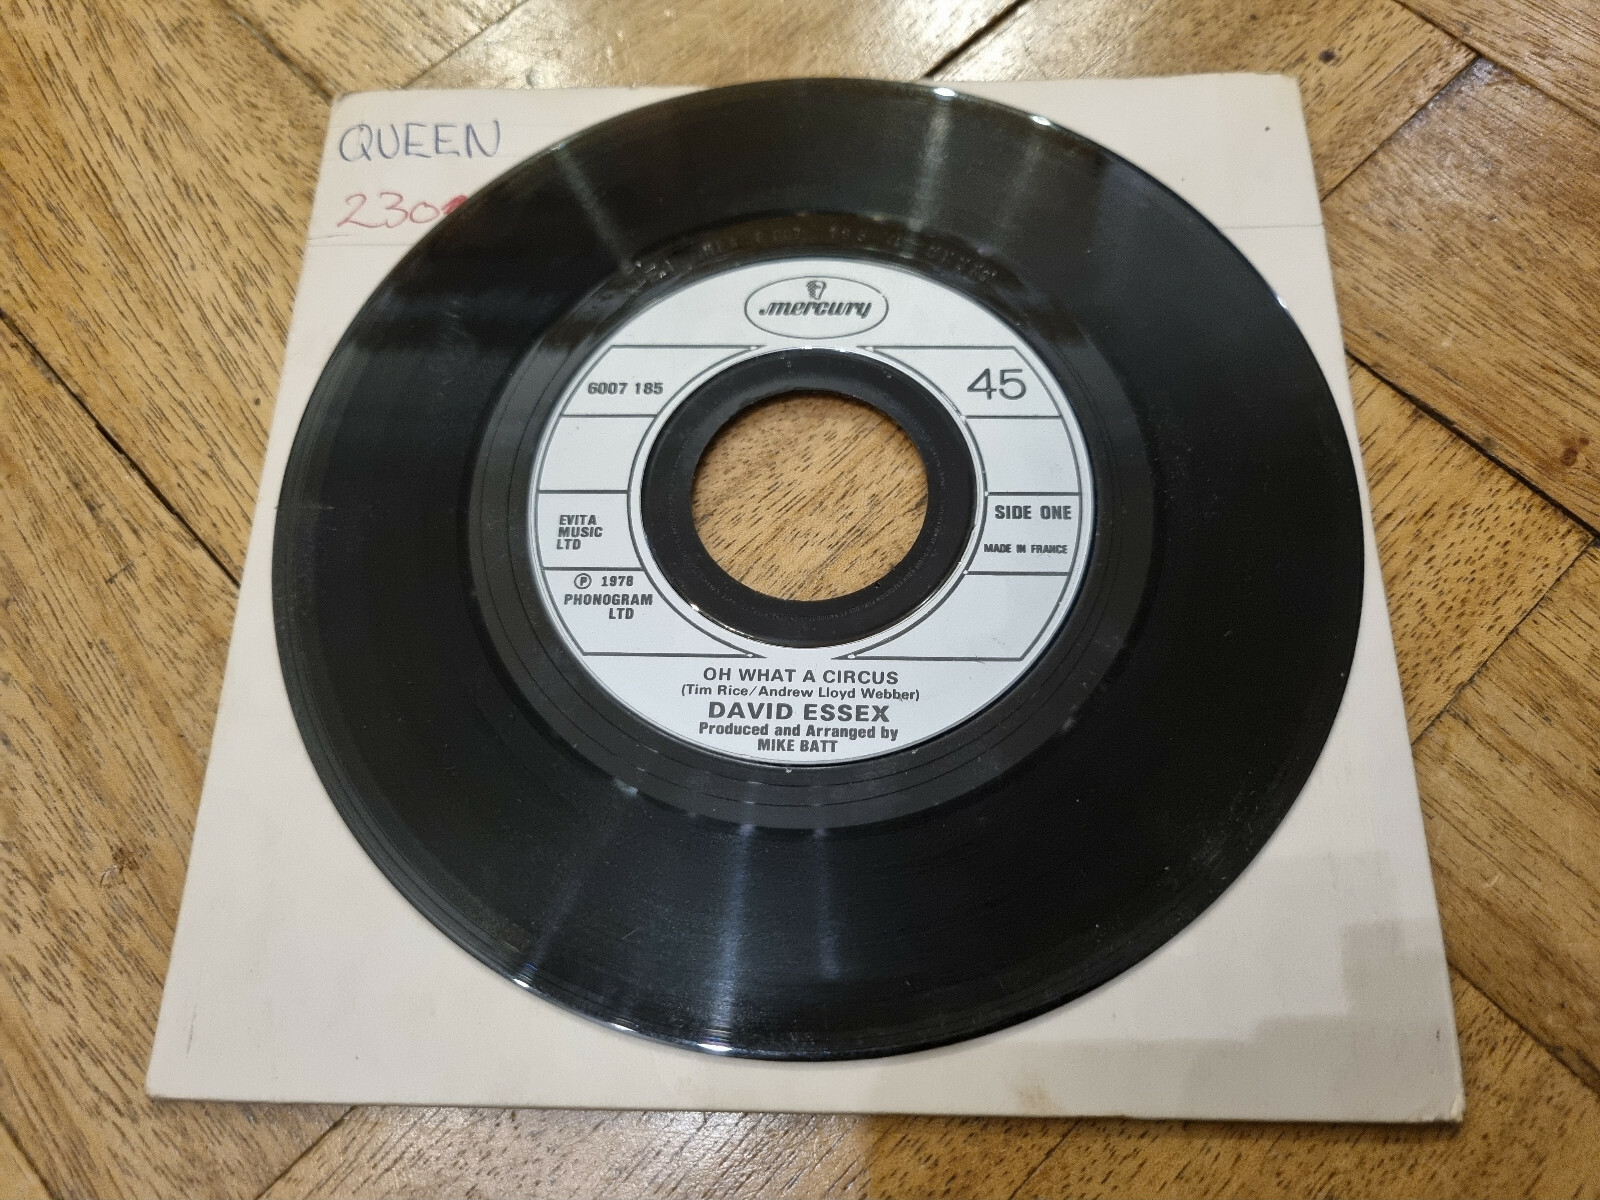 QUEEN
230
mercury
6007 185
45
EVITA
MUSIC
LTD
SIDE ONE
MADE IN FRANCE
Ⓟ 1978
PHONOGRAM
LTD
OH WHAT A CIRCUS
(Tim Rice/Andrew Lloyd Webber)
DAVID ESSEX
Produced and Arranged by
MIKE BATT